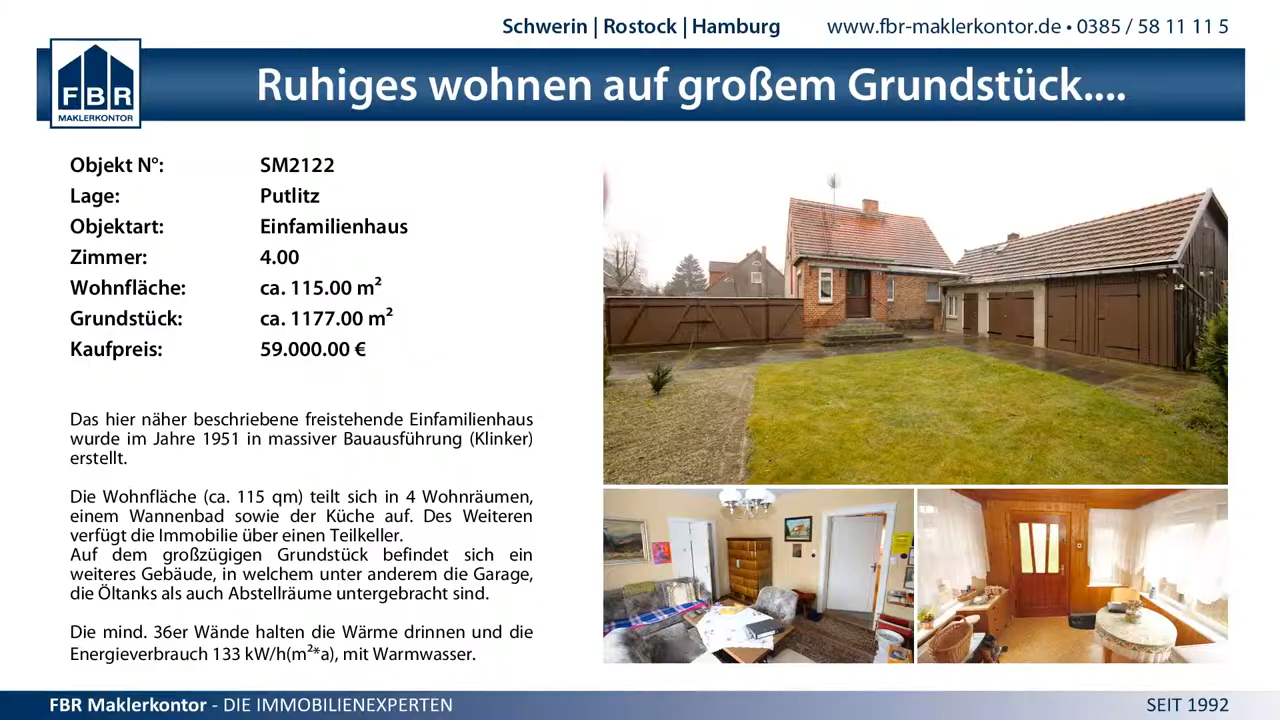 Schwerin | Rostock | Hamburg www.fbr-maklerkontor.de • 0385 / 58 11 11 5
FBR
MAKLERKONTOR
Ruhiges wohnen auf großem Grundstück....
Objekt N°: SM2122
Lage: Putlitz
Objektart: Einfamilienhaus
Zimmer: 4.00
Wohnfläche: ca. 115.00 m²
Grundstück: ca. 1177.00 m²
Kaufpreis: 59.000.00 €
Das hier näher beschriebene freistehende Einfamilienhaus
wurde im Jahre 1951 in massiver Bauausführung (Klinker)
erstellt.
Die Wohnfläche (ca. 115 qm) teilt sich in 4 Wohnräumen,
einem Wannenbad sowie der Küche auf. Des Weiteren
verfügt die Immobilie über einen Teilkeller.
Auf dem großzügigen Grundstück befindet sich ein
weiteres Gebäude, in welchem unter anderem die Garage,
die Öltanks als auch Abstellräume untergebracht sind.
Die mind. 36er Wände halten die Wärme drinnen und die
Energieverbrauch 133 kW/h(m²*a), mit Warmwasser.
FBR Maklerkontor - DIE IMMOBILIENEXPERTEN SEIT 1992